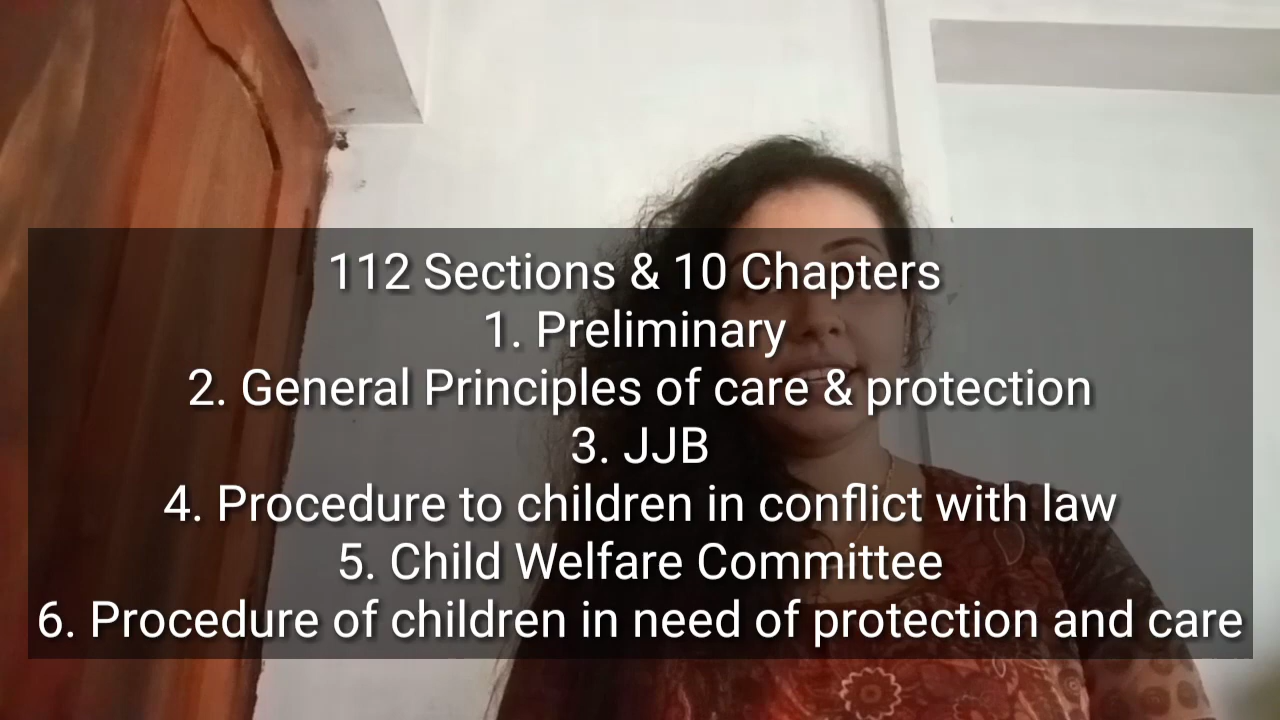 112 Sections & 10 Chapters
1. Preliminary
2. General Principles of care & protection
3. JJB
4. Procedure to children in conflict with law
5. Child Welfare Committee
6. Procedure of children in need of protection and care